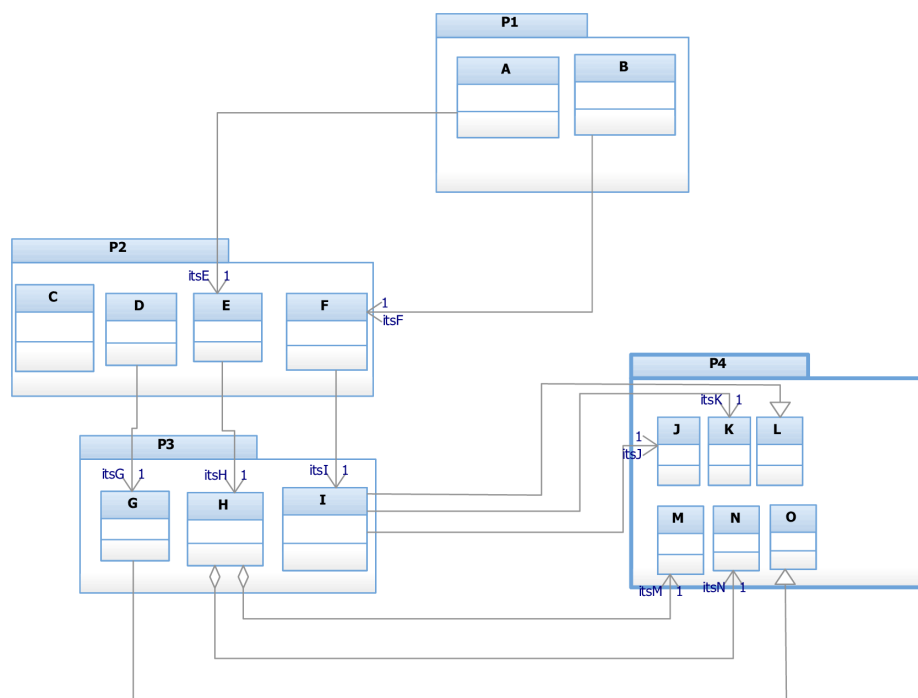 P1
A
B
P2
itsE 1
C
D
E
F
1
itsF
P4
itsK 1
J
K
L
1
itsJ
P3
itsG 1
itsH 1
itsI 1
G
H
I
M
N
O
itsM 1
itsN 1